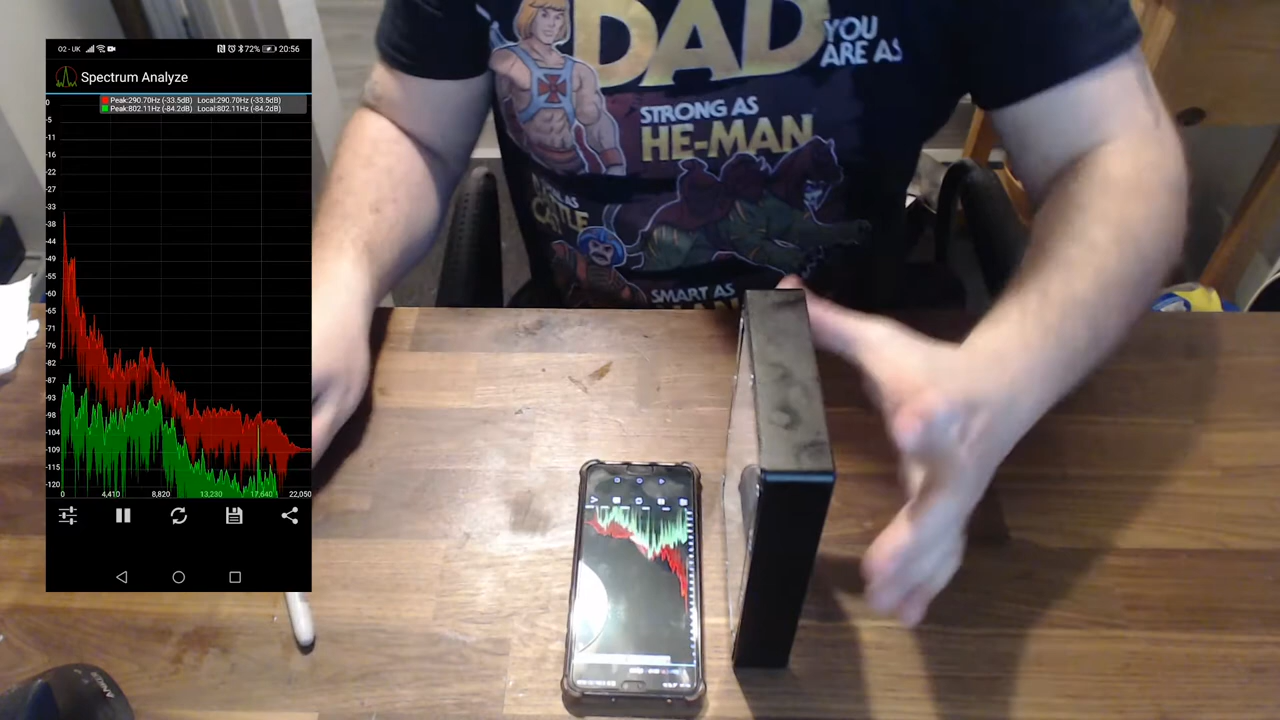 O2 - UK
72%
20:56
Spectrum Analyze
Peak:290.70Hz (-33.5dB) Local:290.70Hz (-33.5dB)
Peak:802.11Hz (-84.2dB) Local:802.11Hz (-84.2dB)
0
-5
-11
-16
-22
-27
-33
-38
-44
-49
-55
-60
-65
-71
-76
-82
-87
-93
-98
-104
-109
-115
-120
0 4,410 8,820 13,230 17,640 22,050
DAD
YOU
ARE AS
STRONG AS
HE-MAN
SMART AS
ANKER